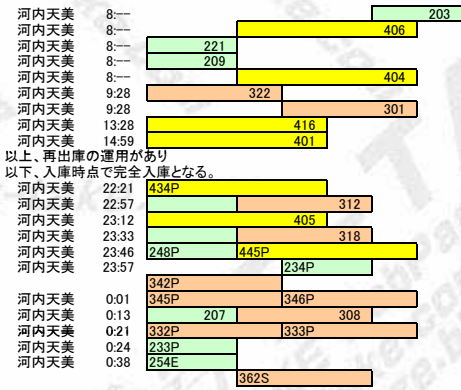 河内天美 8:-- 203
河内天美 8:-- 406
河内天美 8:-- 221
河内天美 8:-- 209
河内天美 8:-- 404
河内天美 9:28 322
河内天美 9:28 301
河内天美 13:28 416
河内天美 14:59 401
以上、再出庫の運用があり
以下、入庫時点で完全入庫となる。
河内天美 22:21 434P
河内天美 22:57 312
河内天美 23:12 405
河内天美 23:33 318
河内天美 23:46 248P 445P
河内天美 23:57 234P
342P
河内天美 0:01 345P 346P
河内天美 0:13 207 308
河内天美 0:21 332P 333P
河内天美 0:24 233P
河内天美 0:38 254E
362S